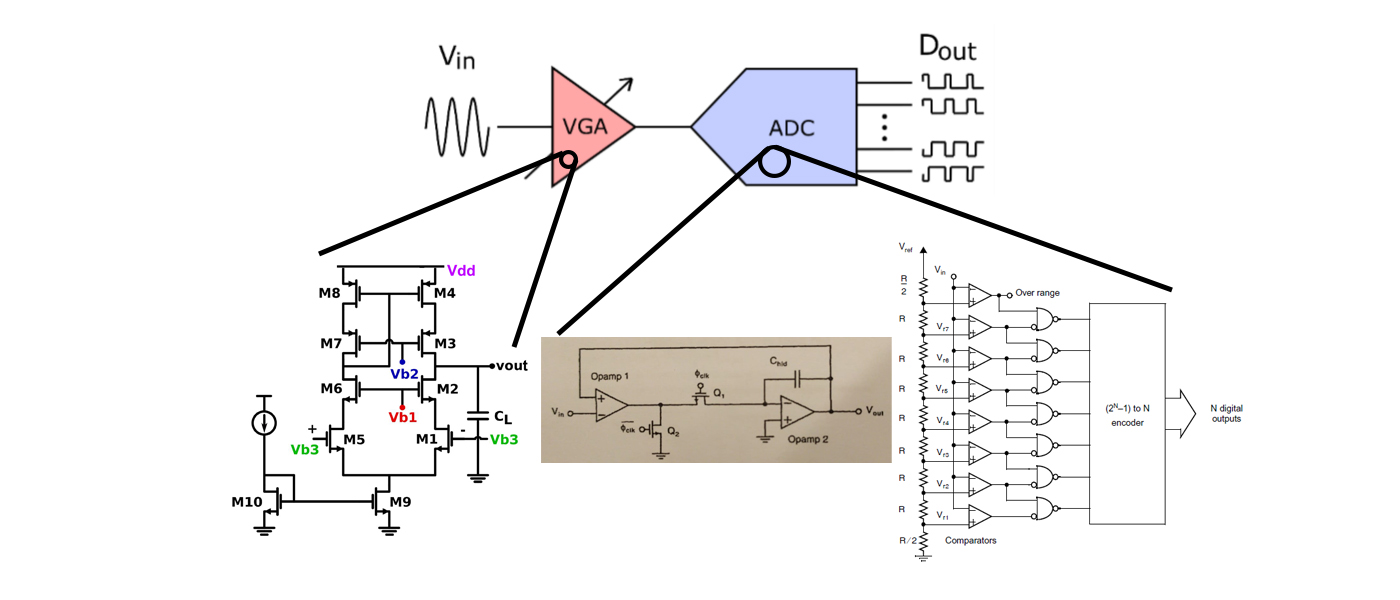 Vin
Dout
VGA
ADC
Vdd
M8
M4
M7
M3
Vb2
vout
M6
M2
Vb1
CL
+
-
Vb3
M5
M1
Vb3
M10
M9
Opamp 1
Φclk
Chld
Q1
Vin
+
−
Φclk
Q2
−
+
Vout
Opamp 2
Vref
Vin
R
2
Over range
R
Vr7
R
Vr6
R
Vr5
R
Vr4
R
Vr3
R
Vr2
R
Vr1
R/2
Comparators
(2N–1) to N
encoder
N digital
outputs